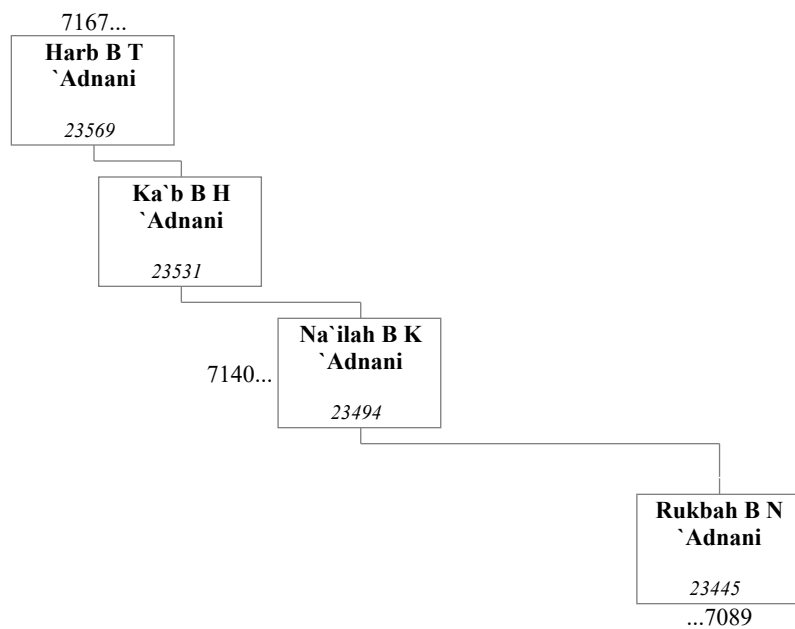 7167...
Harb B T
`Adnani
23569
Ka`b B H
`Adnani
23531
Na`ilah B K
`Adnani
7140...
23494
Rukbah B N
`Adnani
23445
...7089